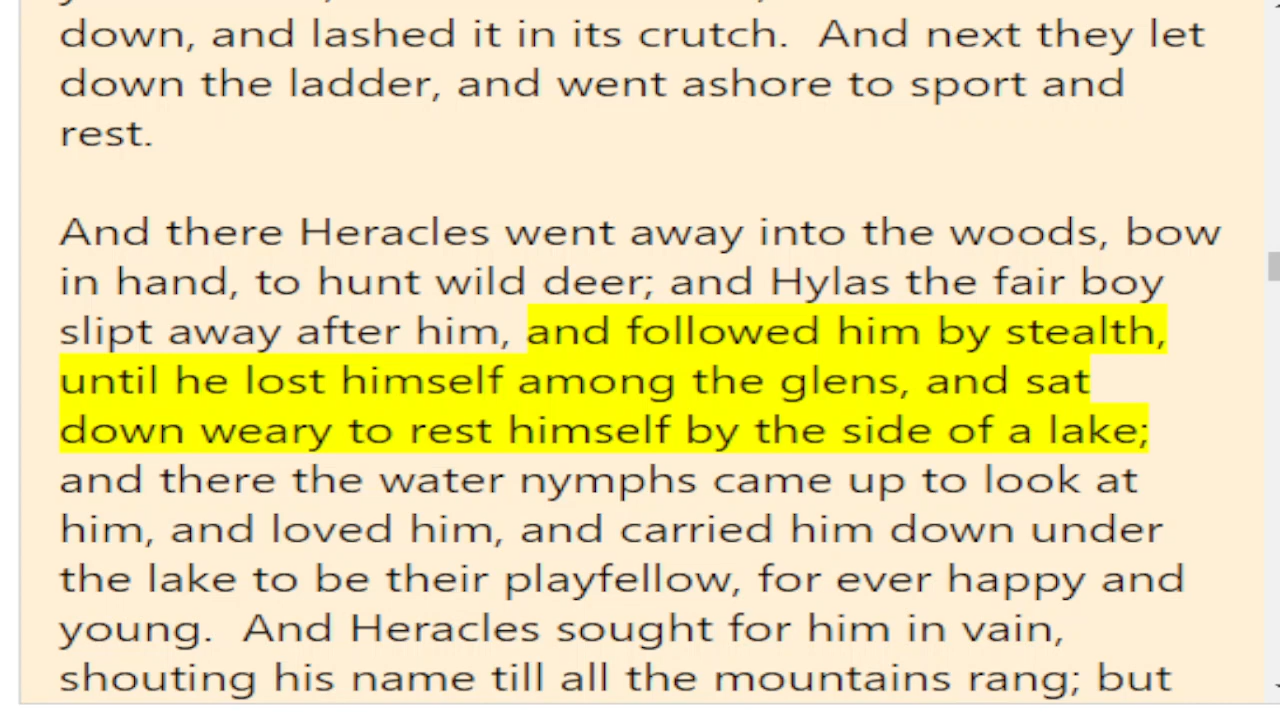 down, and lashed it in its crutch.  And next they let
down the ladder, and went ashore to sport and
rest.
And there Heracles went away into the woods, bow
in hand, to hunt wild deer; and Hylas the fair boy
slipt away after him, and followed him by stealth,
until he lost himself among the glens, and sat
down weary to rest himself by the side of a lake;
and there the water nymphs came up to look at
him, and loved him, and carried him down under
the lake to be their playfellow, for ever happy and
young.  And Heracles sought for him in vain,
shouting his name till all the mountains rang; but